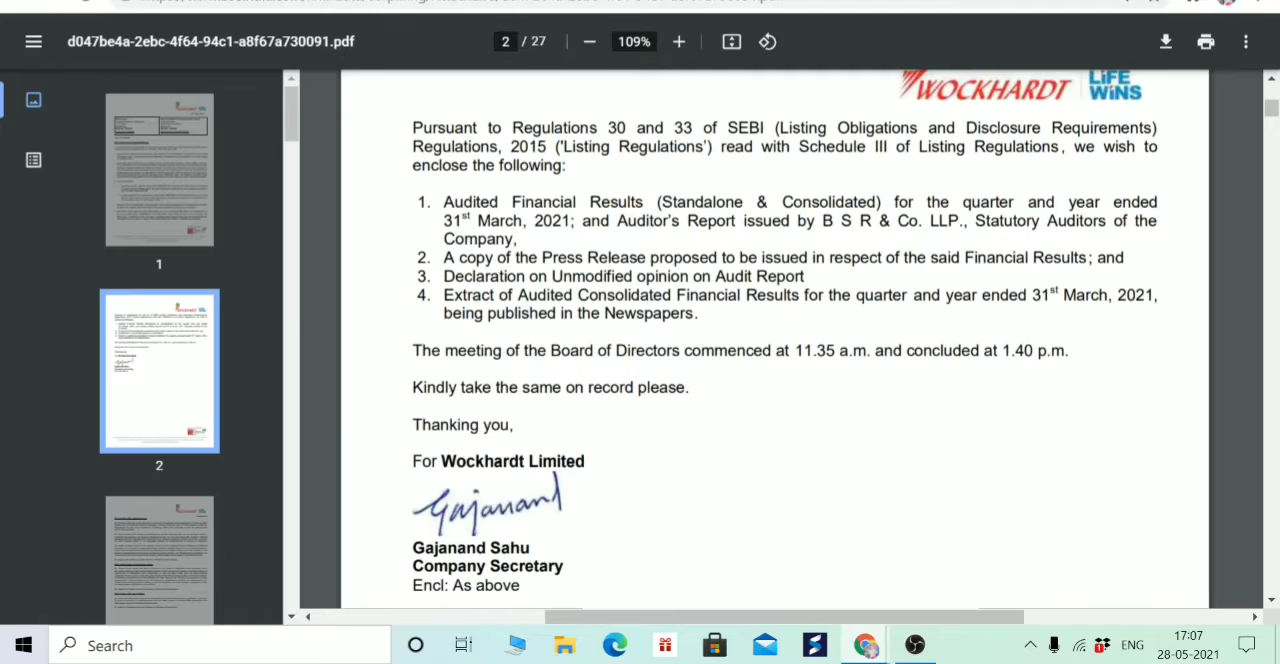 d047be4a-2ebc-4f64-94c1-a8f67a730091.pdf
2 / 27
109%
WOCKHARDT
LiFE
WiNS
Pursuant to Regulations 30 and 33 of SEBI (Listing Obligations and Disclosure Requirements)
Regulations, 2015 ('Listing Regulations') read with Schedule III of Listing Regulations, we wish to
enclose the following:
1. Audited Financial Results (Standalone & Consolidated) for the quarter and year ended
31st March, 2021; and Auditor's Report issued by B S R & Co. LLP., Statutory Auditors of the
Company,
2. A copy of the Press Release proposed to be issued in respect of the said Financial Results; and
3. Declaration on Unmodified opinion on Audit Report
4. Extract of Audited Consolidated Financial Results for the quarter and year ended 31st March, 2021,
being published in the Newspapers.
The meeting of the Board of Directors commenced at 11.35 a.m. and concluded at 1.40 p.m.
Kindly take the same on record please.
Thanking you,
For Wockhardt Limited
Gajanand
Gajanand Sahu
Company Secretary
Encl: As above
1
2
Search
ENG
17:07
28-05-2021